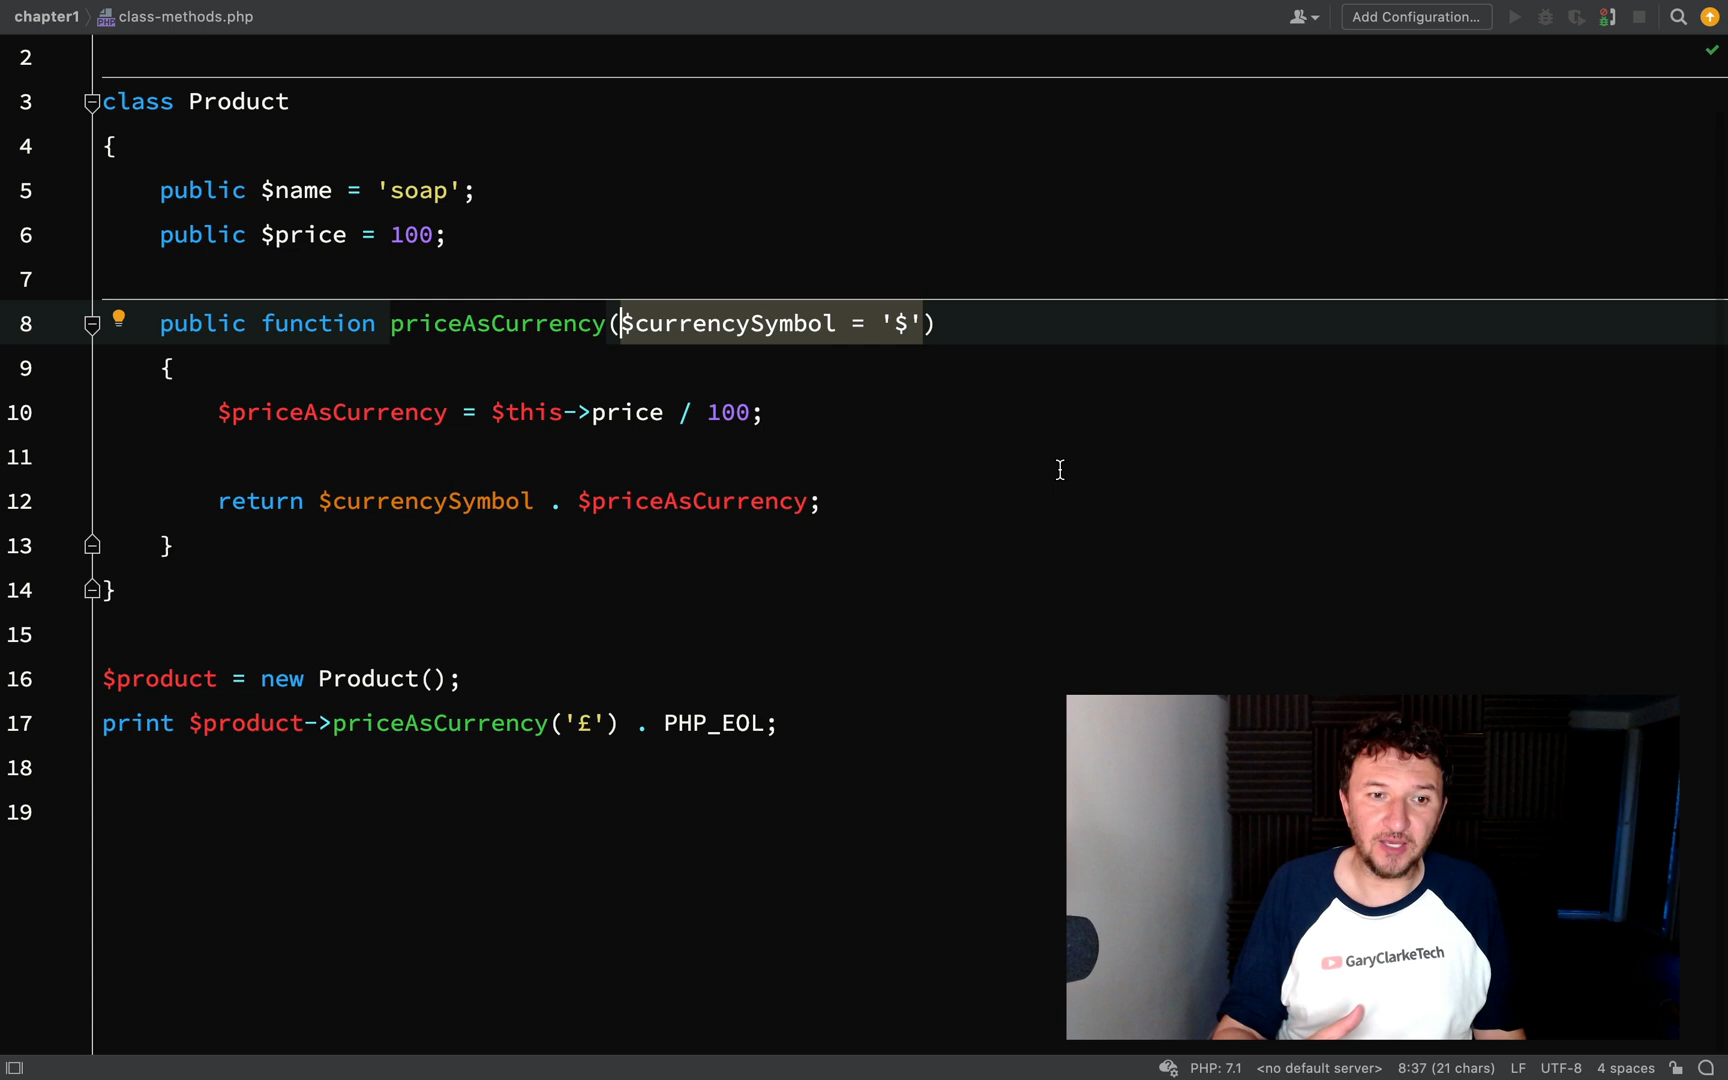 chapter1 class-methods.php Add Configuration...
2
3 class Product
4 {
5 public $name = 'soap';
6 public $price = 100;
7
8 public function priceAsCurrency($currencySymbol = '$')
9 {
10 $priceAsCurrency = $this->price / 100;
11
12 return $currencySymbol . $priceAsCurrency;
13 }
14 }
15
16 $product = new Product();
17 print $product->priceAsCurrency('£') . PHP_EOL;
18
19
GaryClarkeTech
PHP: 7.1 <no default server> 8:37 (21 chars) LF UTF-8 4 spaces